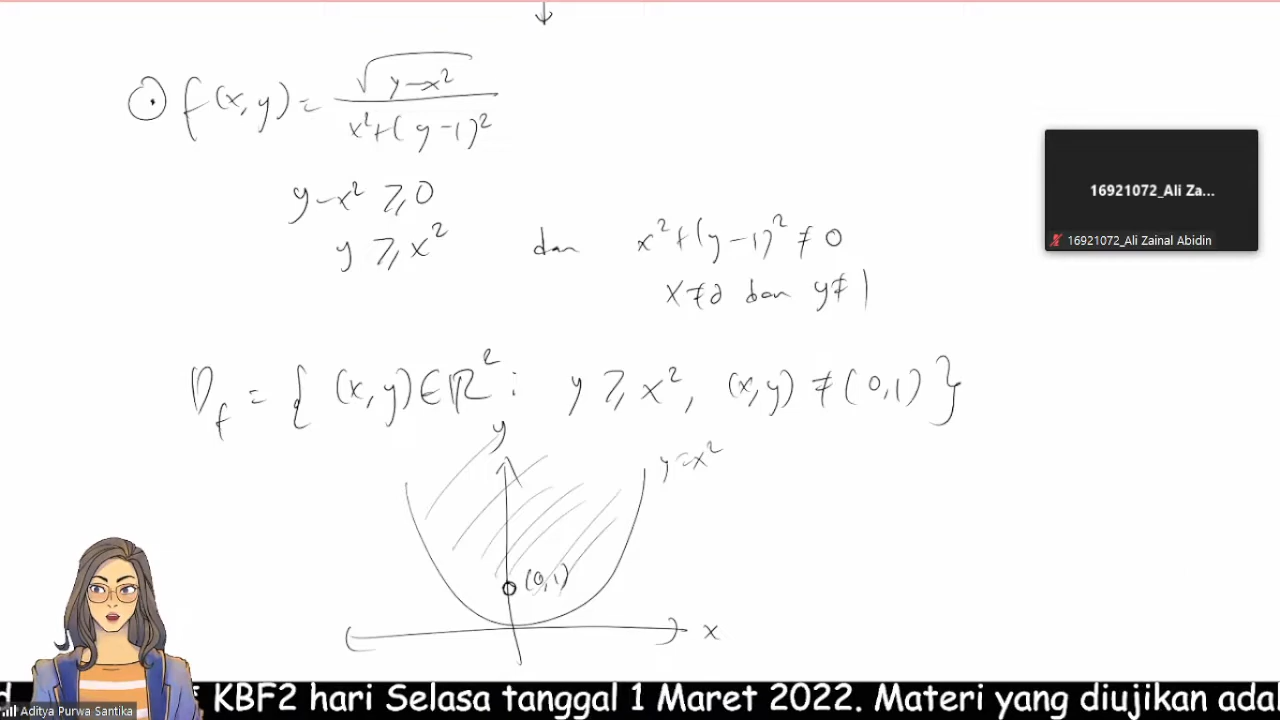 f(x, y) = √(y-x²) / (x²+(y-1)²)
y-x² ≥ 0
y ≥ x² dan x²+(y-1)² ≠ 0
x≠0 dan y≠1
D_f = { (x,y)∈ℝ² : y ≥ x², (x,y) ≠ (0,1) }
y
y=x²
(0,1)
x
16921072_Ali Za...
16921072_Ali Zainal Abidin
KBF2 hari Selasa tanggal 1 Maret 2022. Materi yang diujikan ada
Aditya Purwa Santika